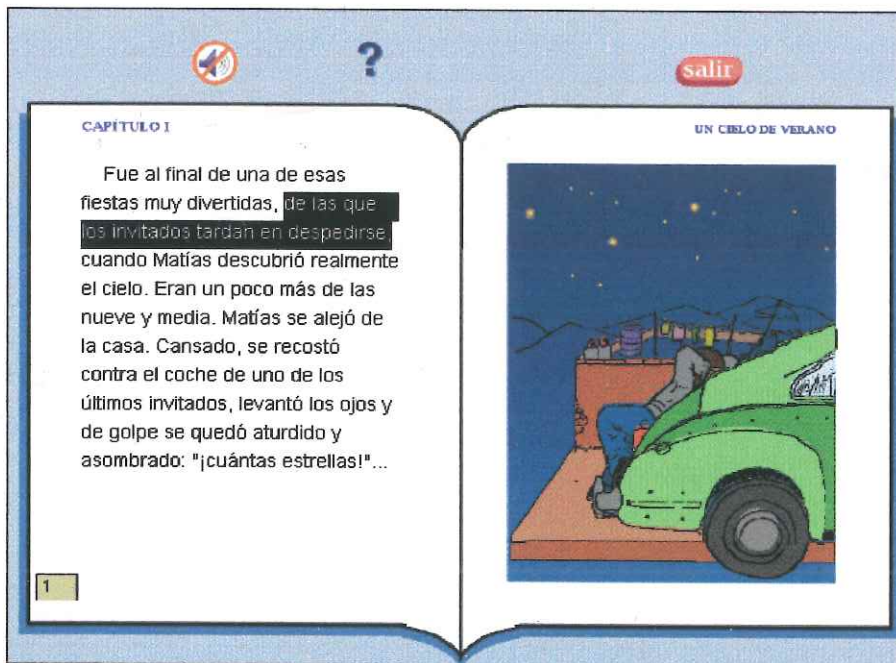 ?
salir
CAPÍTULO I
UN CIELO DE VERANO
Fue al final de una de esas
fiestas muy divertidas, de las que
los invitados tardan en despedirse,
cuando Matías descubrió realmente
el cielo. Eran un poco más de las
nueve y media. Matías se alejó de
la casa. Cansado, se recostó
contra el coche de uno de los
últimos invitados, levantó los ojos y
de golpe se quedó aturdido y
asombrado: "¡cuántas estrellas!"...
1